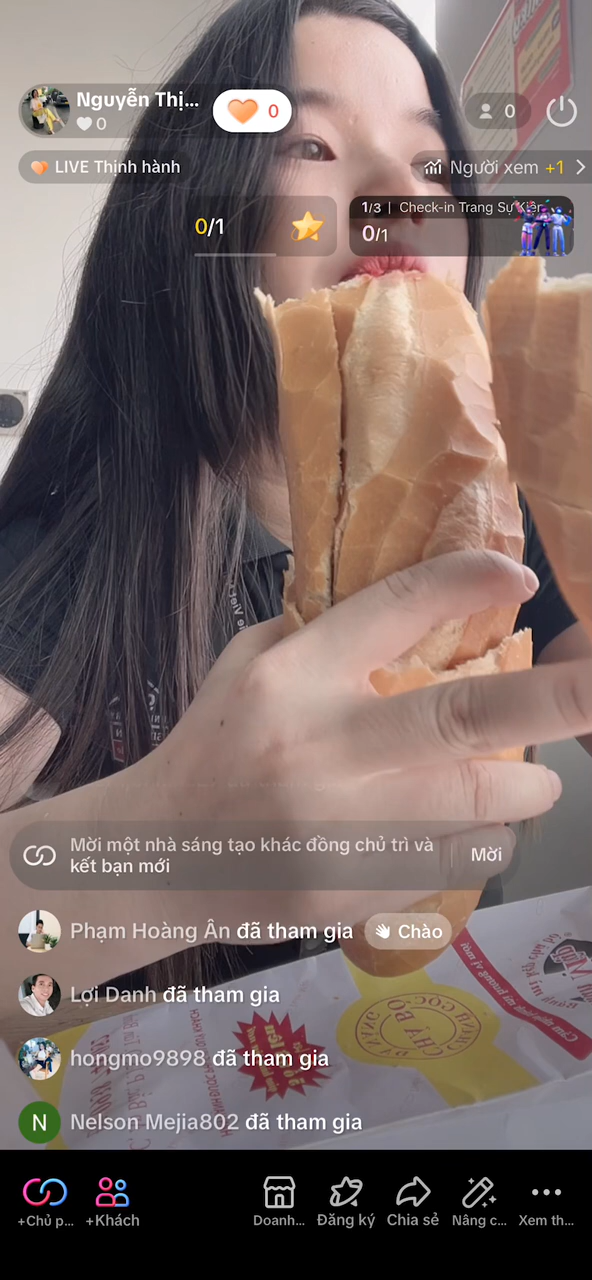 Nguyễn Thị...
0
0
0
LIVE Thịnh hành
Người xem +1
0/1
1/3 | Check-in Trang Sự Kiện
0/1
Mời một nhà sáng tạo khác đồng chủ trì và
kết bạn mới
Mời
Phạm Hoàng Ân đã tham gia
Chào
Lợi Danh đã tham gia
hongmo9898 đã tham gia
N
Nelson Mejia802 đã tham gia
CHẢ BÒ
+Chủ p...
+Khách
Doanh...
Đăng ký
Chia sẻ
Nâng c...
Xem th...